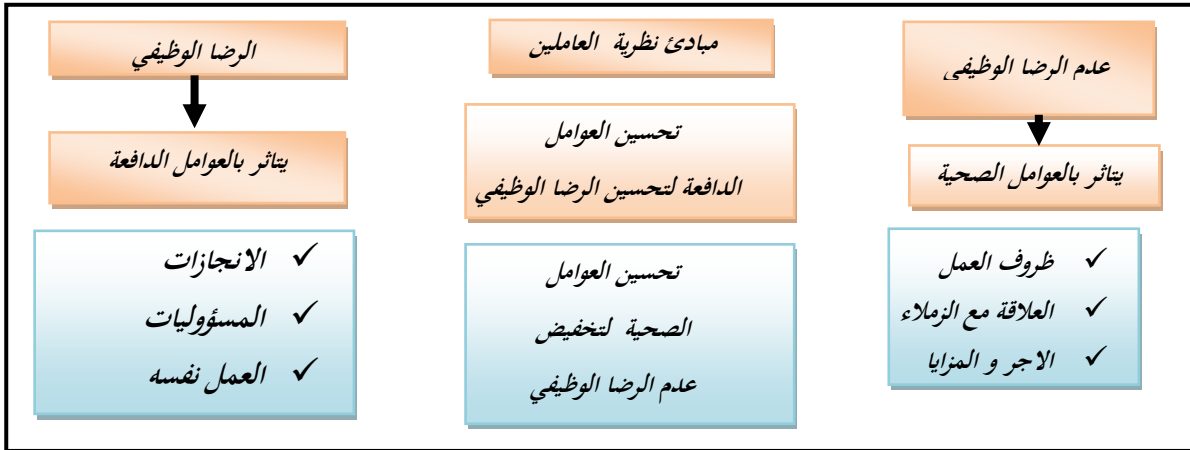 عدم الرضا الوظيفي
يتاثر بالعوامل الصحية
✓ ظروف العمل
✓ العلاقة مع الزملاء
✓ الاجر و المزايا
مبادئ نظرية العاملين
تحسين العوامل
الدافعة لتحسين الرضا الوظيفي
تحسين العوامل
الصحية لتخفيض
عدم الرضا الوظيفي
الرضا الوظيفي
يتاثر بالعوامل الدافعة
✓ الانجازات
✓ المسؤوليات
✓ العمل نفسه